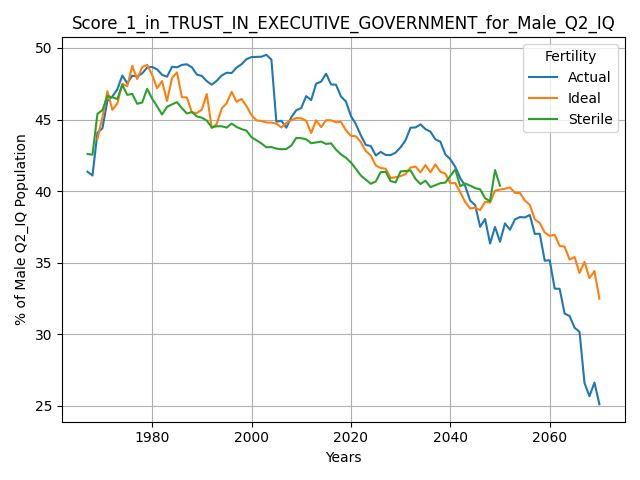 Score_1_in_TRUST_IN_EXECUTIVE_GOVERNMENT_for_Male_Q2_IQ
Fertility
Actual
Ideal
Sterile
% of Male Q2_IQ Population
50
45
40
35
30
25
1980
2000
2020
2040
2060
Years